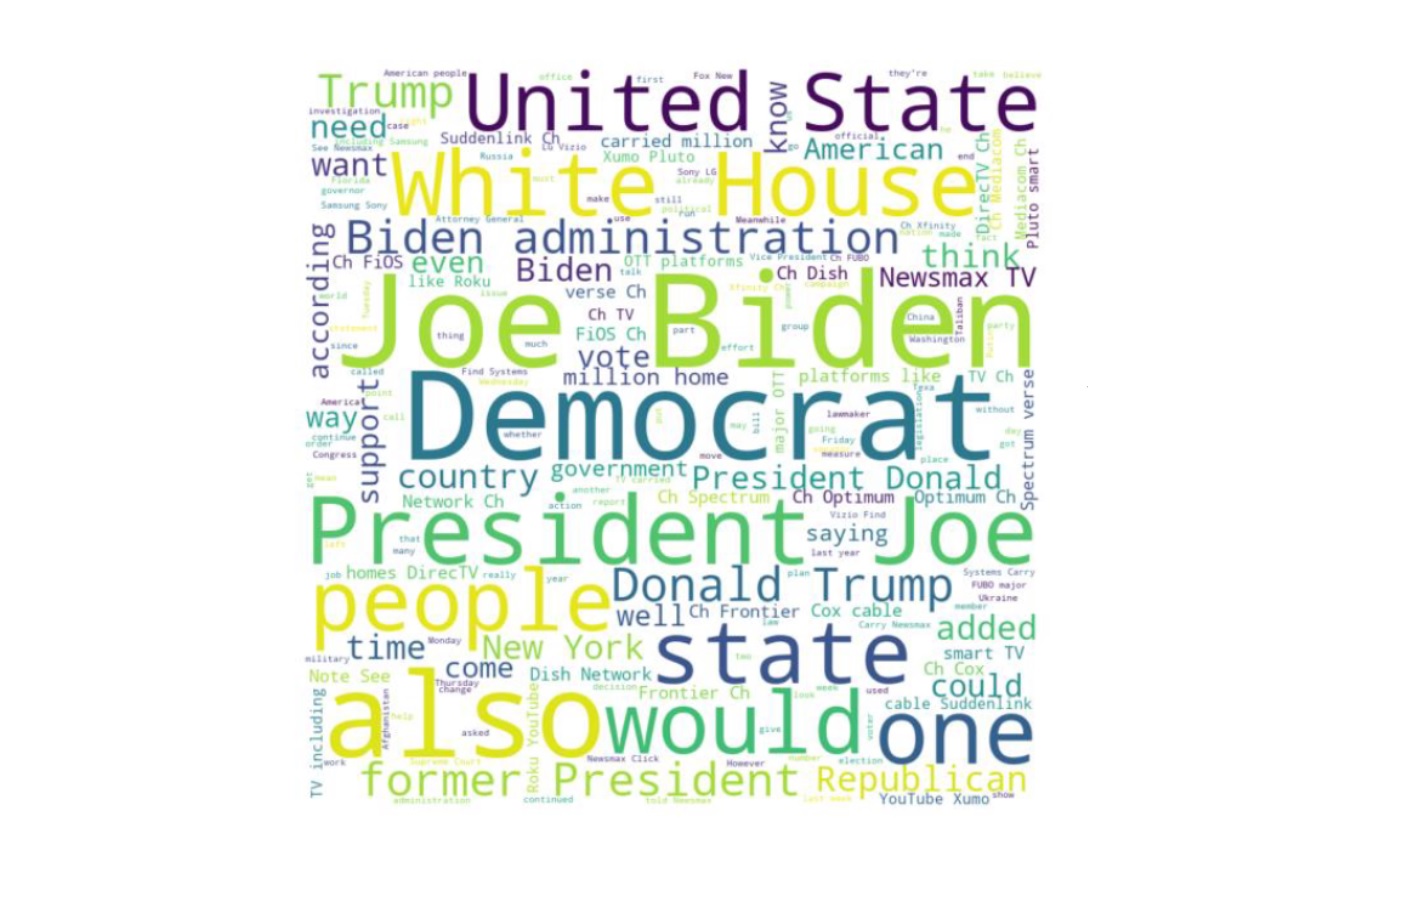 American people
office
first
Fox New
they're
take
believe
Trump
United State
know
investigation
need
case
right
including Samsung
Suddenlink Ch
carried million
official
he
See Newsmax
LG Vizio
go
American
end
DirecTV Ch
Ch Mediacom
Mediacom Ch
Pluto smart
want
Russia
Xumo Pluto
White House
Sony LG
already
Florida
must
governor
make
still
Samsung Sony
political
run
Attorney General
use
Meanwhile
Ch Xfinity
nation
made
fact
according
Biden administration
think
Ch FiOS
even
Biden
OTT platforms
Vice President
Ch FUBO
talk
Ch Dish
Newsmax TV
like Roku
issue
verse Ch
Xfinity Ch
campaign
world
Tuesday
Joe Biden
power
Taliban
Ch TV
group
China
statement
thing
FiOS Ch
part
party
Washington
Putin
since
much
vote
effort
called
Find Systems
Wednesday
million home
platforms like
TV Ch
support
point
America
Texa
without
Spectrum verse
way
call
Democrat
major OTT
lawmaker
legislation
put
may
bill
going
day
continue
order
whether
Friday
got
Congress
move
measure
place
country
government
President Donald
get
mean
TV carried
another
Network Ch
action
report
Ch Spectrum
Ch Optimum
Optimum Ch
President Joe
Vizio Find
saying
that
left
many
last year
job
homes DirecTV
really
year
plan
Systems Carry
people
Donald Trump
FUBO major
Ukraine
well
Ch Frontier
Cox cable
member
law
Carry Newsmax
added
time
Monday
New York
state
smart TV
military
two
come
Dish Network
Ch Cox
Note See
Thursday
change
decision
Frontier Ch
look
week
used
could
TV including
also
Afghanistan
help
Roku YouTube
would
cable Suddenlink
one
asked
give
voter
work
Supreme Court
Newsmax Click
However
number
election
former President
Republican
administration
continued
told Newsmax
last week
YouTube Xumo
show